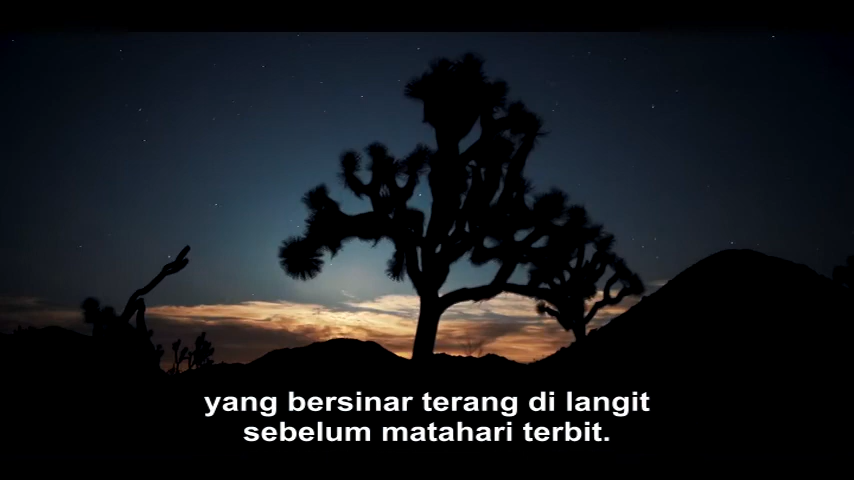 yang bersinar terang di langit
sebelum matahari terbit.